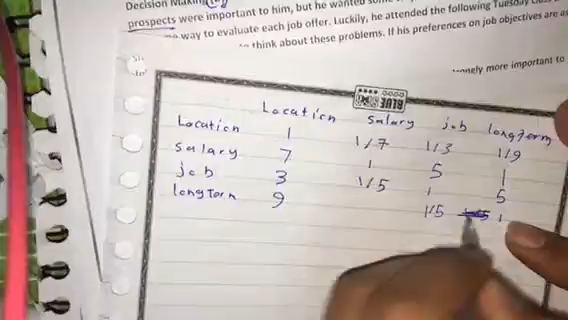 Decision Making
prospects were important to him, but he wanted some
way to evaluate each job offer. Luckily, he attended the following Tuesday class
think about these problems. If his preferences on job objectives are as
more important to
BLUE
Location salary job longterm
Location 1 1/7 1/3 1/9
salary 7 1 5 1
job 3 1/5 1 5
longTerm 9 1/5 1